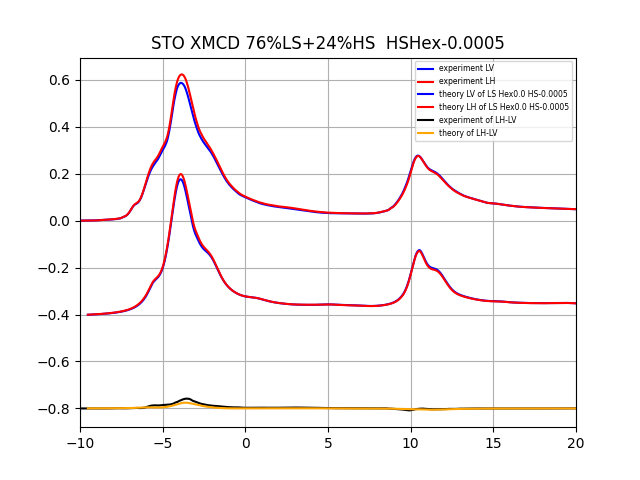 STO XMCD 76%LS+24%HS  HSHex-0.0005
experiment LV
experiment LH
theory LV of LS Hex0.0 HS-0.0005
theory LH of LS Hex0.0 HS-0.0005
experiment of LH-LV
theory of LH-LV
0.6
0.4
0.2
0.0
−0.2
−0.4
−0.6
−0.8
−10 −5 0 5 10 15 20